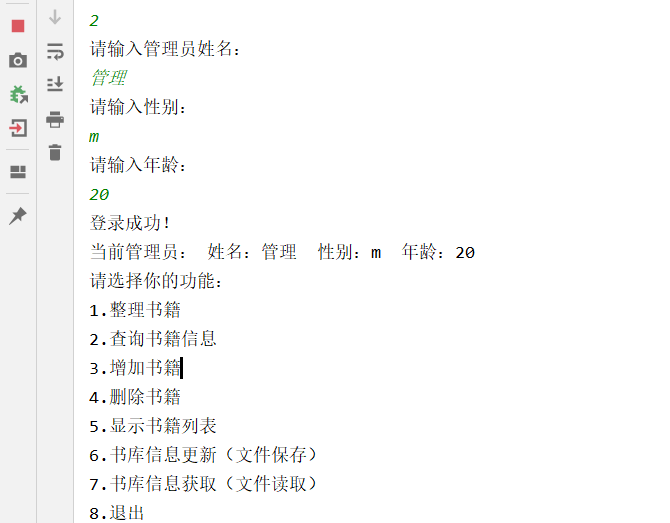 2
请输入管理员姓名：
管理
请输入性别：
m
请输入年龄：
20
登录成功！
当前管理员： 姓名：管理  性别：m  年龄：20
请选择你的功能：
1.整理书籍
2.查询书籍信息
3.增加书籍
4.删除书籍
5.显示书籍列表
6.书库信息更新（文件保存）
7.书库信息获取（文件读取）
8.退出